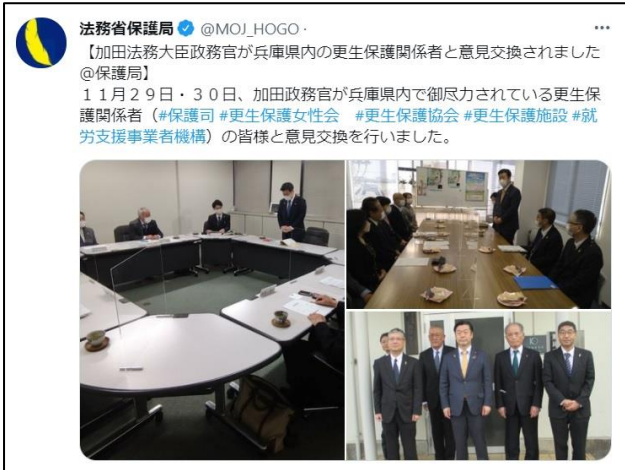 法務省保護局 @MOJ_HOGO ·
【加田法務大臣政務官が兵庫県内の更生保護関係者と意見交換されました
@保護局】
11月29日・30日、加田政務官が兵庫県内で御尽力されている更生保
護関係者（#保護司 #更生保護女性会　#更生保護協会 #更生保護施設 #就
労支援事業者機構）の皆様と意見交換を行いました。